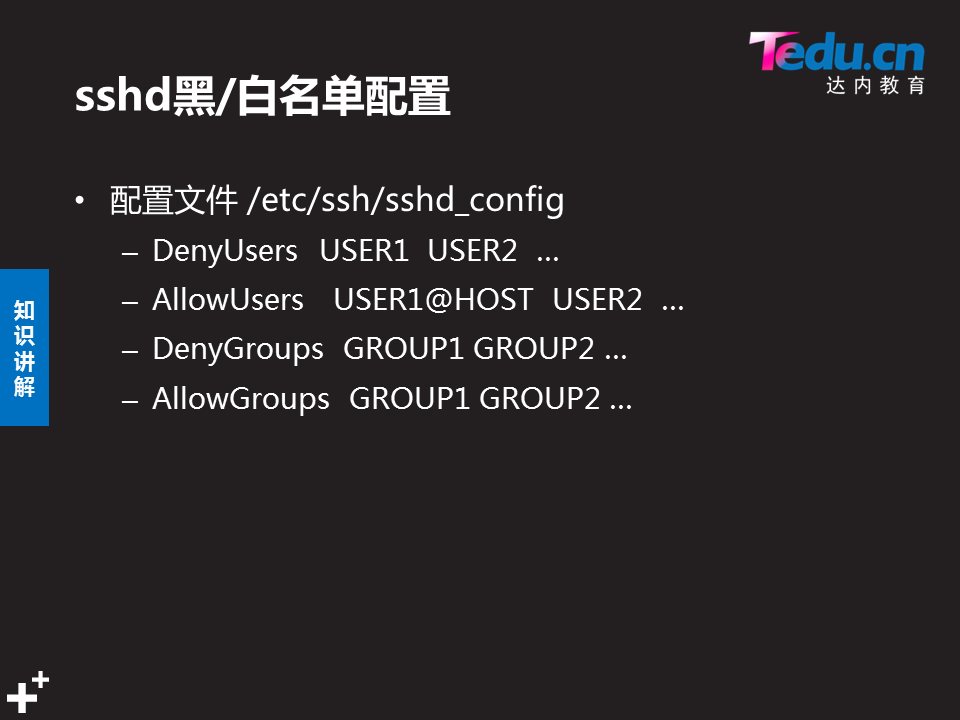 Tedu.cn
达内教育
sshd黑/白名单配置
• 配置文件 /etc/ssh/sshd_config
– DenyUsers USER1 USER2 …
– AllowUsers USER1@HOST USER2 …
– DenyGroups GROUP1 GROUP2 …
– AllowGroups GROUP1 GROUP2 …
知识讲解